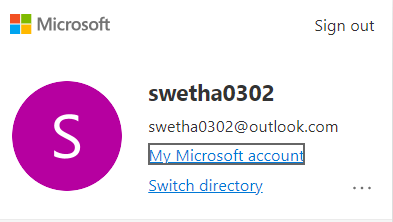 Microsoft
Sign out
S
swetha0302
swetha0302@outlook.com
My Microsoft account
Switch directory
...